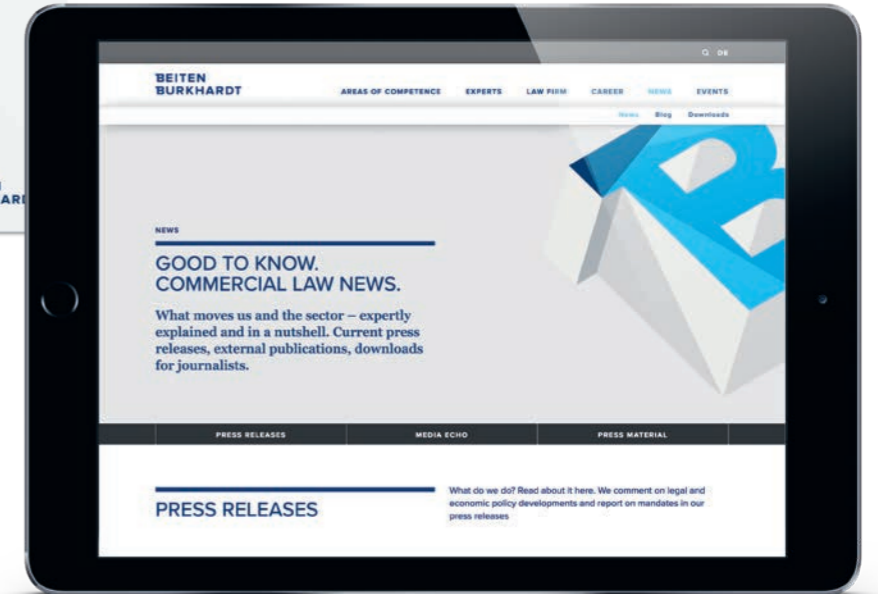 DE
BEITEN
BURKHARDT
AREAS OF COMPETENCE EXPERTS LAW FIRM CAREER NEWS EVENTS
News Blog Downloads
ARD
NEWS
GOOD TO KNOW.
COMMERCIAL LAW NEWS.
What moves us and the sector – expertly
explained and in a nutshell. Current press
releases, external publications, downloads
for journalists.
PRESS RELEASES MEDIA ECHO PRESS MATERIAL
PRESS RELEASES
What do we do? Read about it here. We comment on legal and
economic policy developments and report on mandates in our
press releases